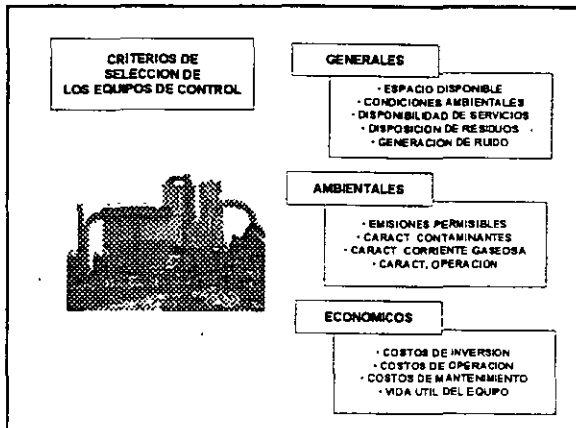 CRITERIOS DE
SELECCION DE
LOS EQUIPOS DE CONTROL
GENERALES
· ESPACIO DISPONIBLE
· CONDICIONES AMBIENTALES
· DISPONIBILIDAD DE SERVICIOS
· DISPOSICION DE RESIDUOS
· GENERACION DE RUIDO
AMBIENTALES
· EMISIONES PERMISIBLES
· CARACT CONTAMINANTES
· CARACT CORRIENTE GASEOSA
· CARACT. OPERACION
ECONOMICOS
· COSTOS DE INVERSION
· COSTOS DE OPERACION
· COSTOS DE MANTENIMIENTO
· VIDA UTIL DEL EQUIPO